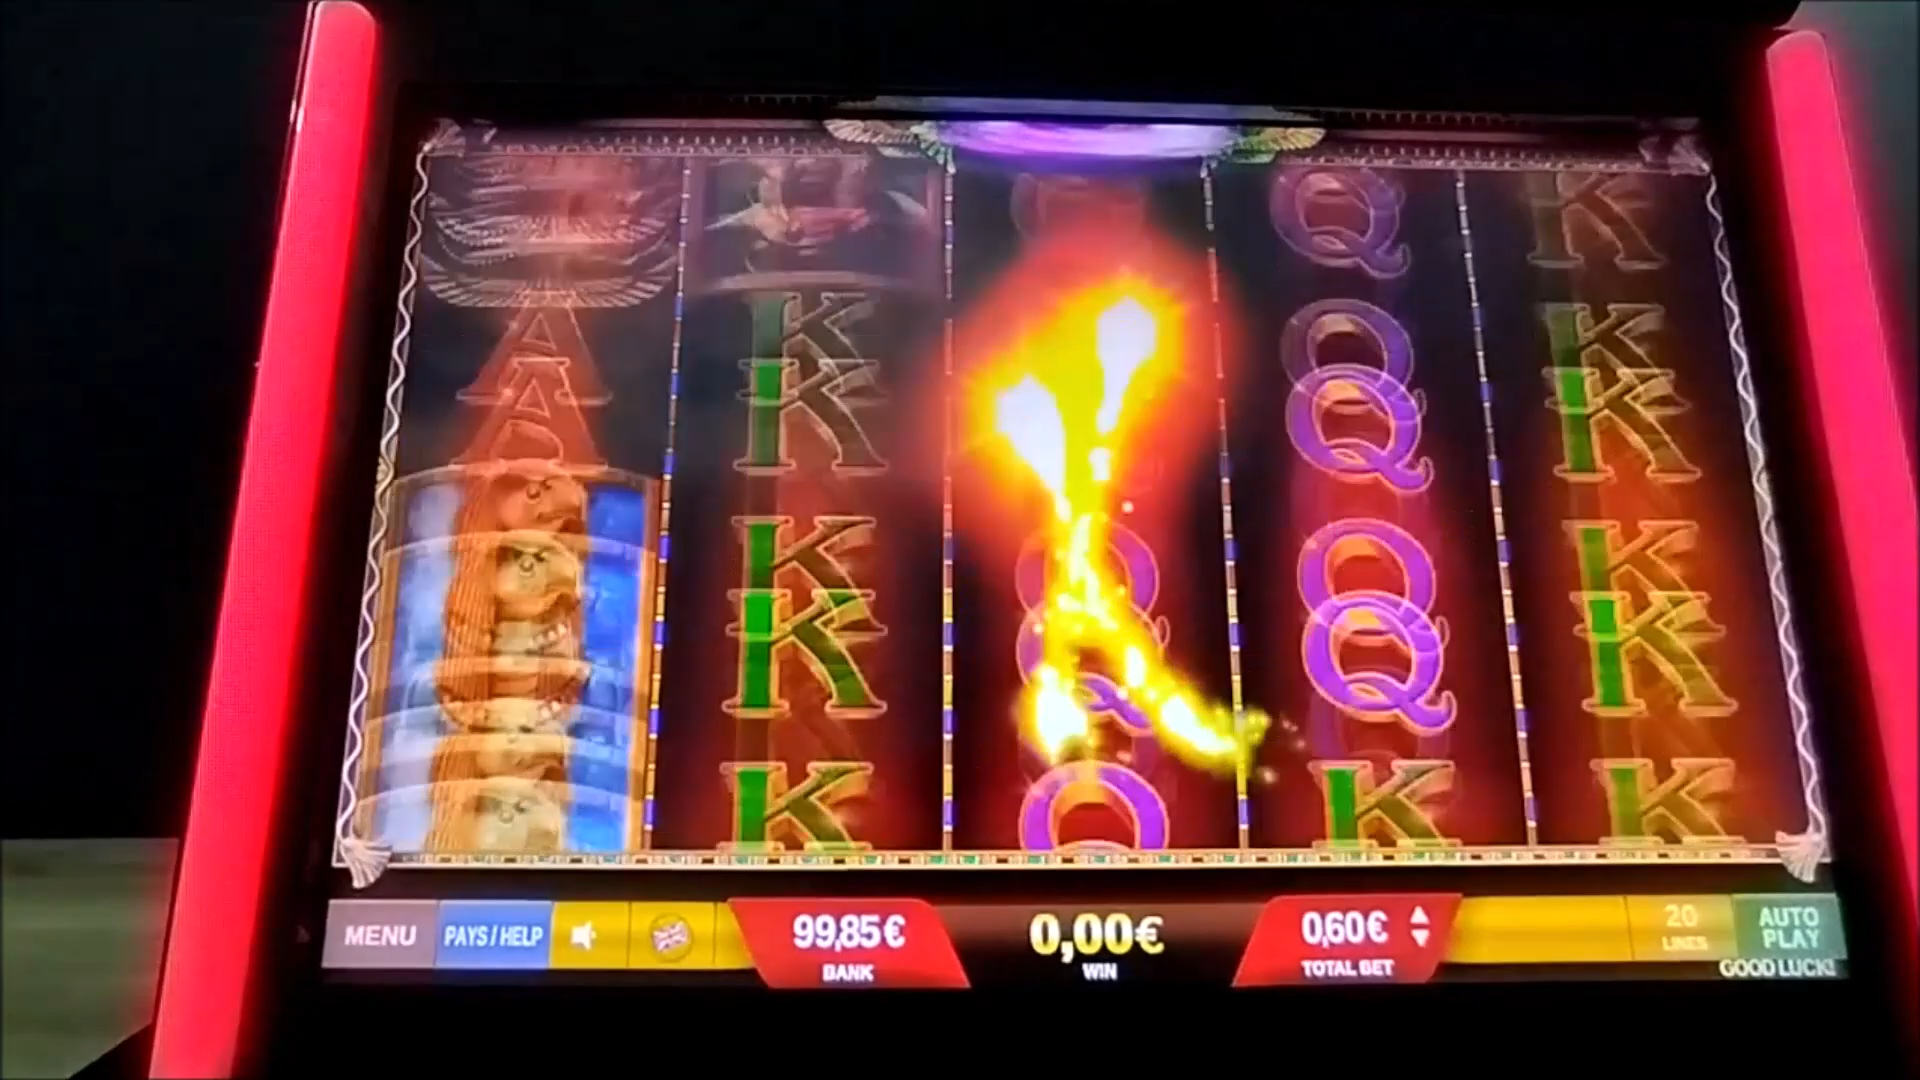 A
K
Q
K
A
K
Q
K
K
Q
Q
K
K
Q
Q
K
K
Q
K
K
MENU
PAYS/HELP
99,85€
BANK
0,00€
WIN
0,60€
TOTAL BET
20
LINES
AUTO
PLAY
GOOD LUCK!